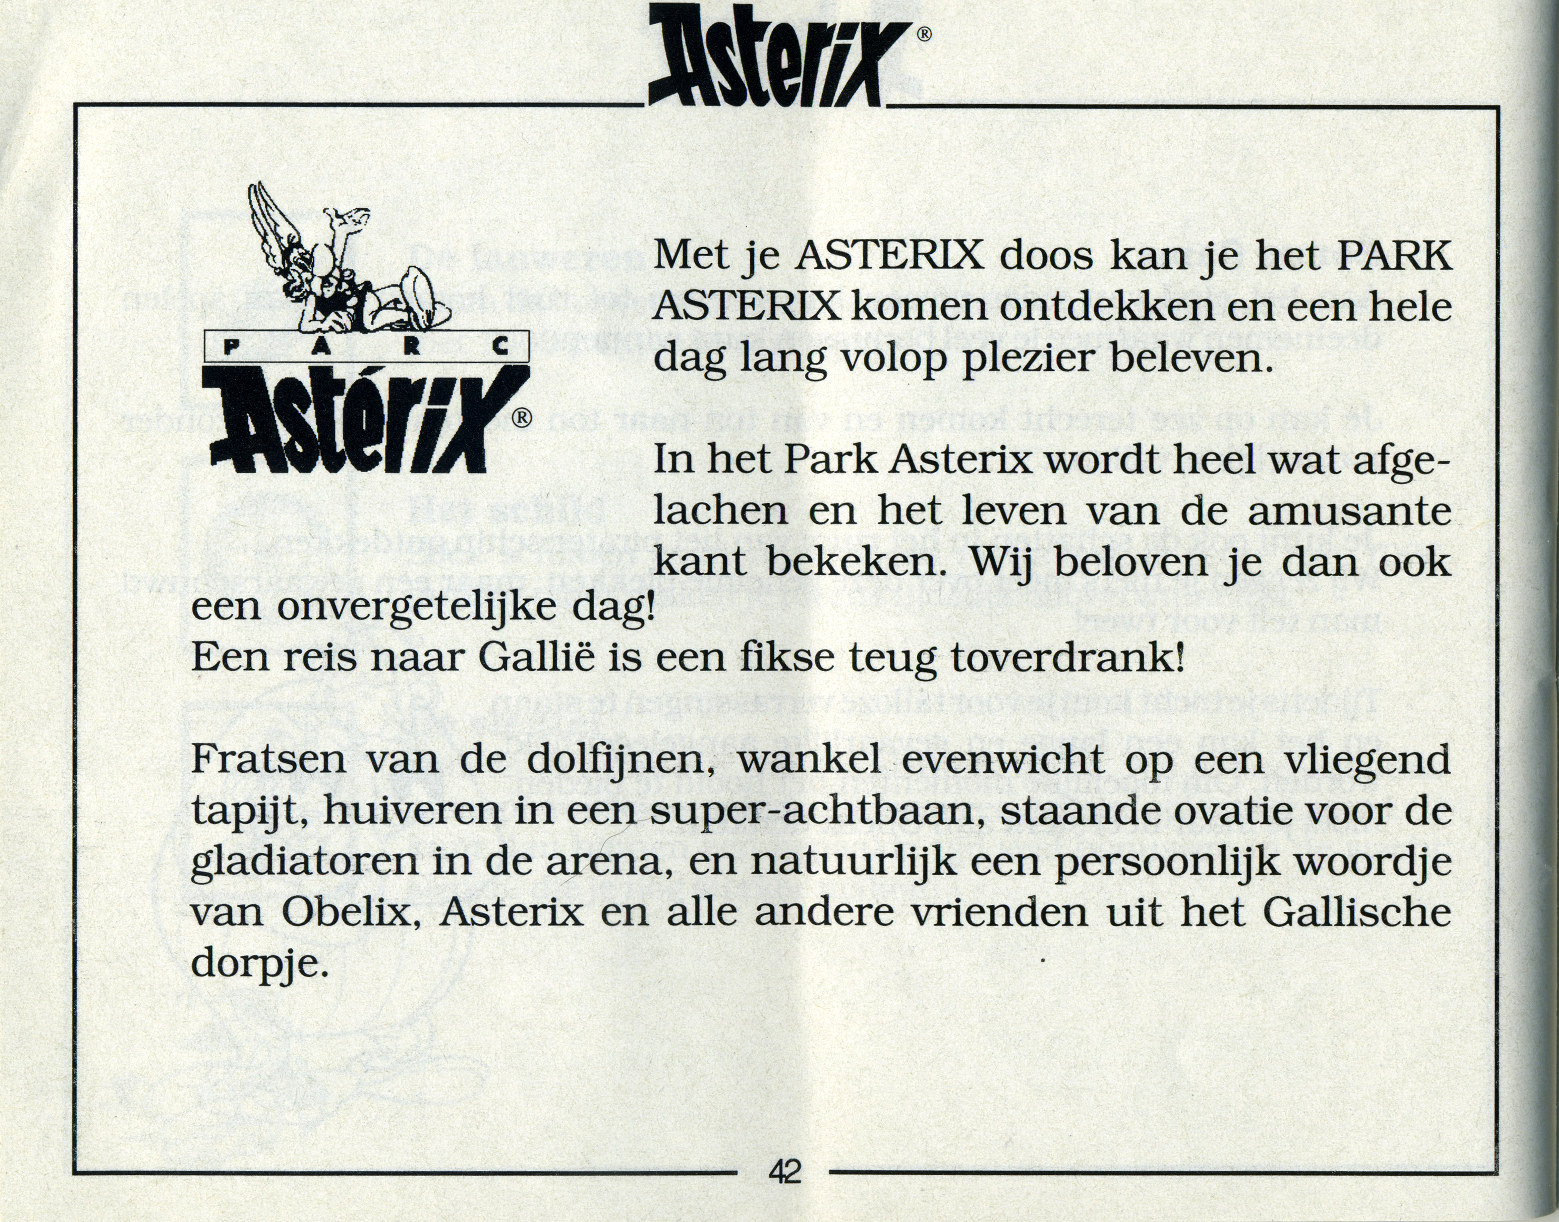 Asterix®
PARC
Astérix®
Met je ASTERIX doos kan je het PARK
ASTERIX komen ontdekken en een hele
dag lang volop plezier beleven.
In het Park Asterix wordt heel wat afge-
lachen en het leven van de amusante
kant bekeken. Wij beloven je dan ook
een onvergetelijke dag!
Een reis naar Gallië is een fikse teug toverdrank!
Fratsen van de dolfijnen, wankel evenwicht op een vliegend
tapijt, huiveren in een super-achtbaan, staande ovatie voor de
gladiatoren in de arena, en natuurlijk een persoonlijk woordje
van Obelix, Asterix en alle andere vrienden uit het Gallische
dorpje.
42